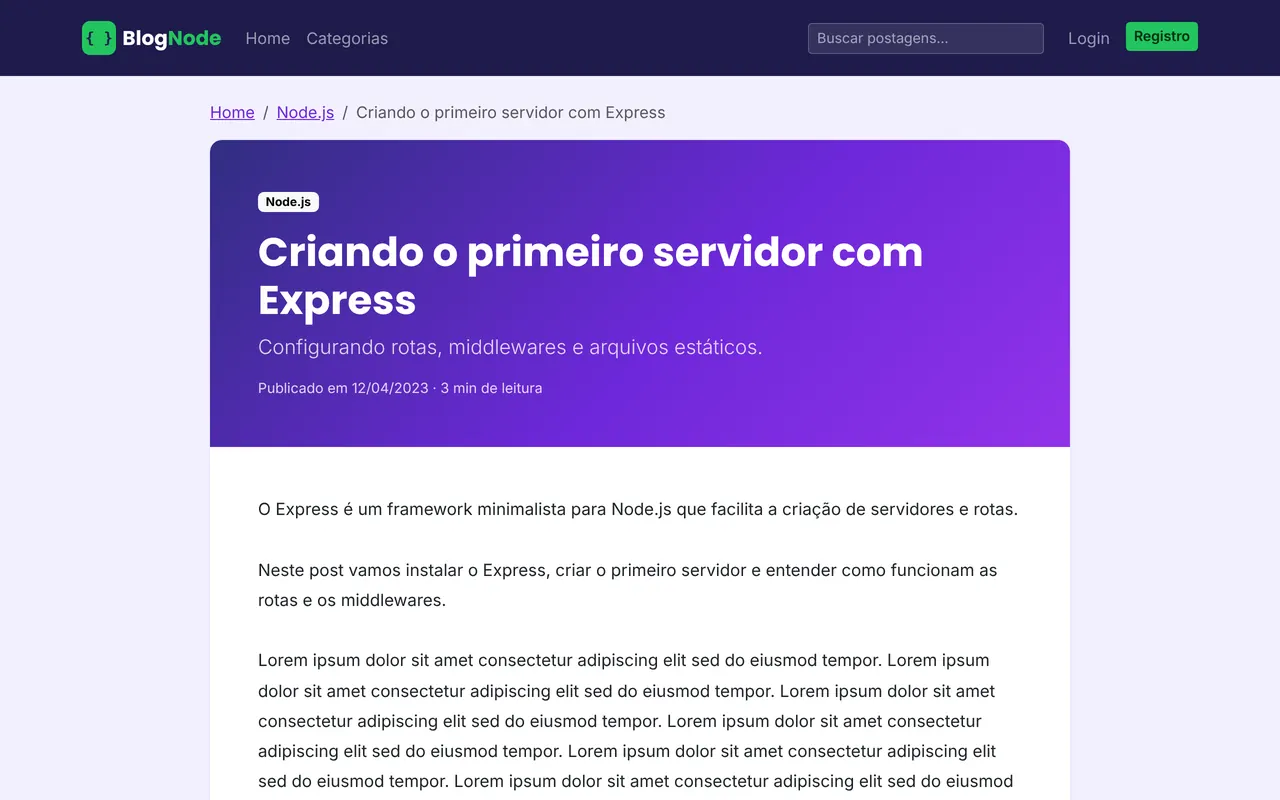 { } BlogNode Home Categorias Buscar postagens... Login Registro
Home / Node.js / Criando o primeiro servidor com Express
Node.js
Criando o primeiro servidor com
Express
Configurando rotas, middlewares e arquivos estáticos.
Publicado em 12/04/2023 · 3 min de leitura
O Express é um framework minimalista para Node.js que facilita a criação de servidores e rotas.
Neste post vamos instalar o Express, criar o primeiro servidor e entender como funcionam as
rotas e os middlewares.
Lorem ipsum dolor sit amet consectetur adipiscing elit sed do eiusmod tempor. Lorem ipsum
dolor sit amet consectetur adipiscing elit sed do eiusmod tempor. Lorem ipsum dolor sit amet
consectetur adipiscing elit sed do eiusmod tempor. Lorem ipsum dolor sit amet consectetur
adipiscing elit sed do eiusmod tempor. Lorem ipsum dolor sit amet consectetur adipiscing elit
sed do eiusmod tempor. Lorem ipsum dolor sit amet consectetur adipiscing elit sed do eiusmod